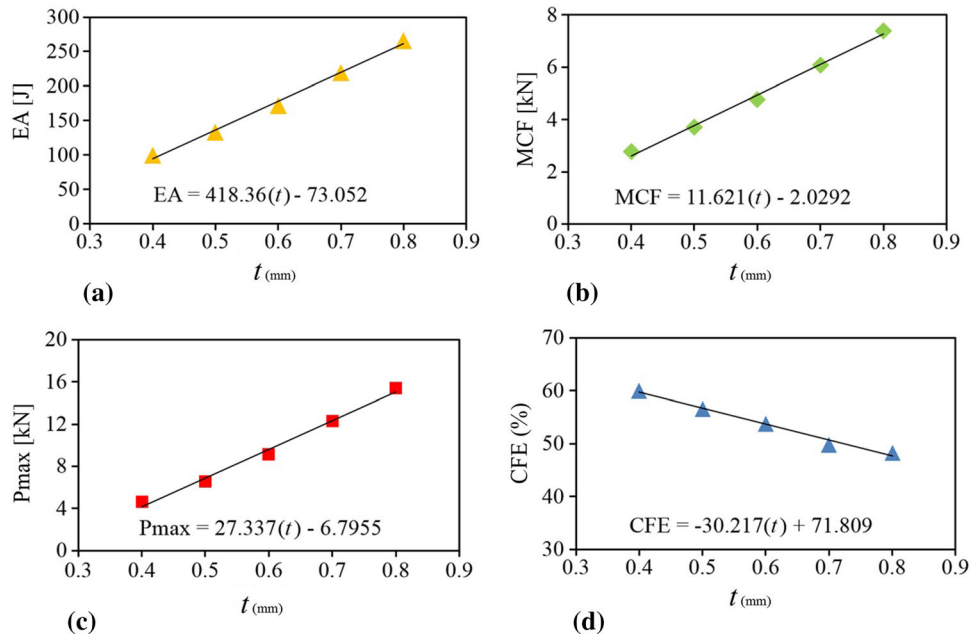 300
250
200
150
100
50
0
EA [J]
EA = 418.36(t) - 73.052
0.3 0.4 0.5 0.6 0.7 0.8 0.9
t (mm)
(a)
8
6
4
2
0
MCF [kN]
MCF = 11.621(t) - 2.0292
0.3 0.4 0.5 0.6 0.7 0.8 0.9
t (mm)
(b)
20
16
12
8
4
0
Pmax [kN]
Pmax = 27.337(t) - 6.7955
0.3 0.4 0.5 0.6 0.7 0.8 0.9
t (mm)
(c)
70
60
50
40
30
CFE (%)
CFE = -30.217(t) + 71.809
0.3 0.4 0.5 0.6 0.7 0.8 0.9
t (mm)
(d)